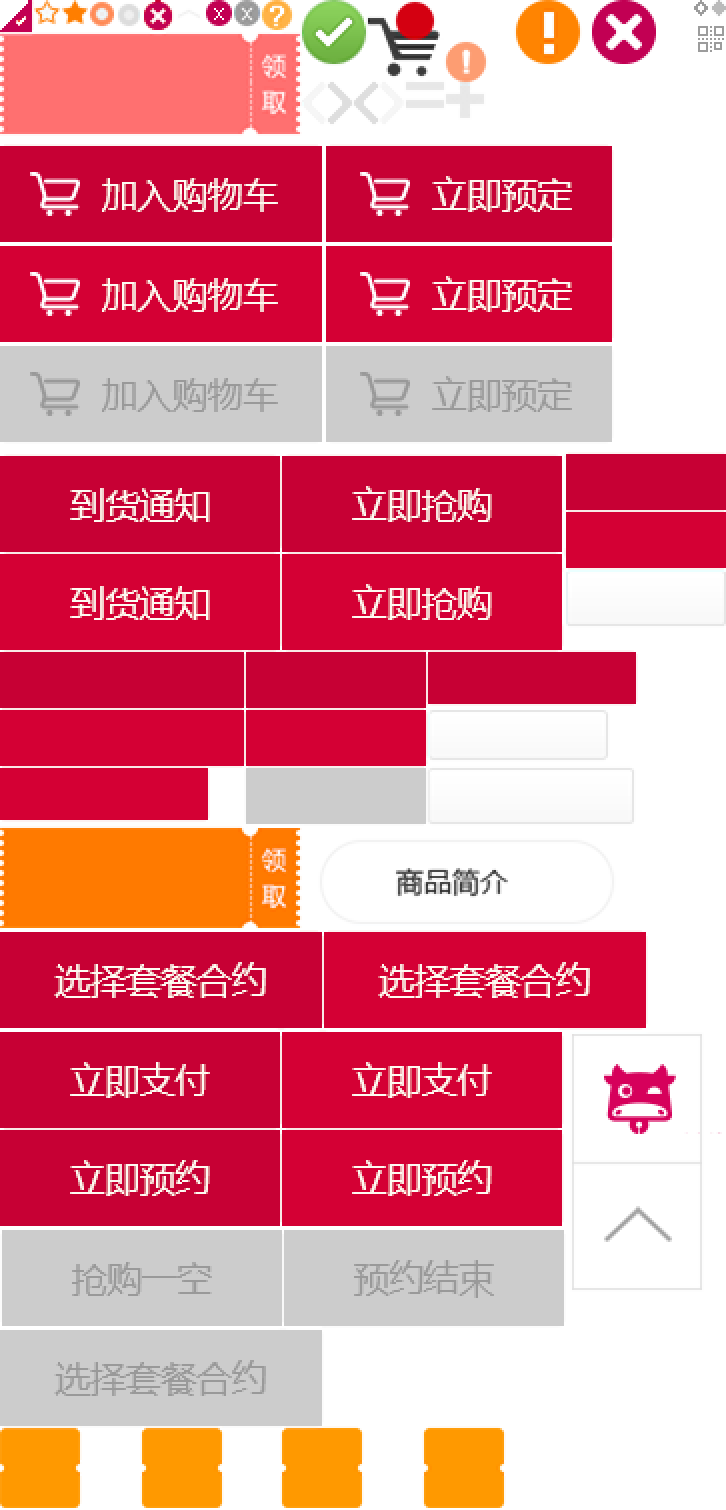 领
取
加入购物车 立即预定
加入购物车 立即预定
加入购物车 立即预定
到货通知 立即抢购
到货通知 立即抢购
领
取
商品简介
选择套餐合约 选择套餐合约
立即支付 立即支付
立即预约 立即预约
抢购一空 预约结束
选择套餐合约